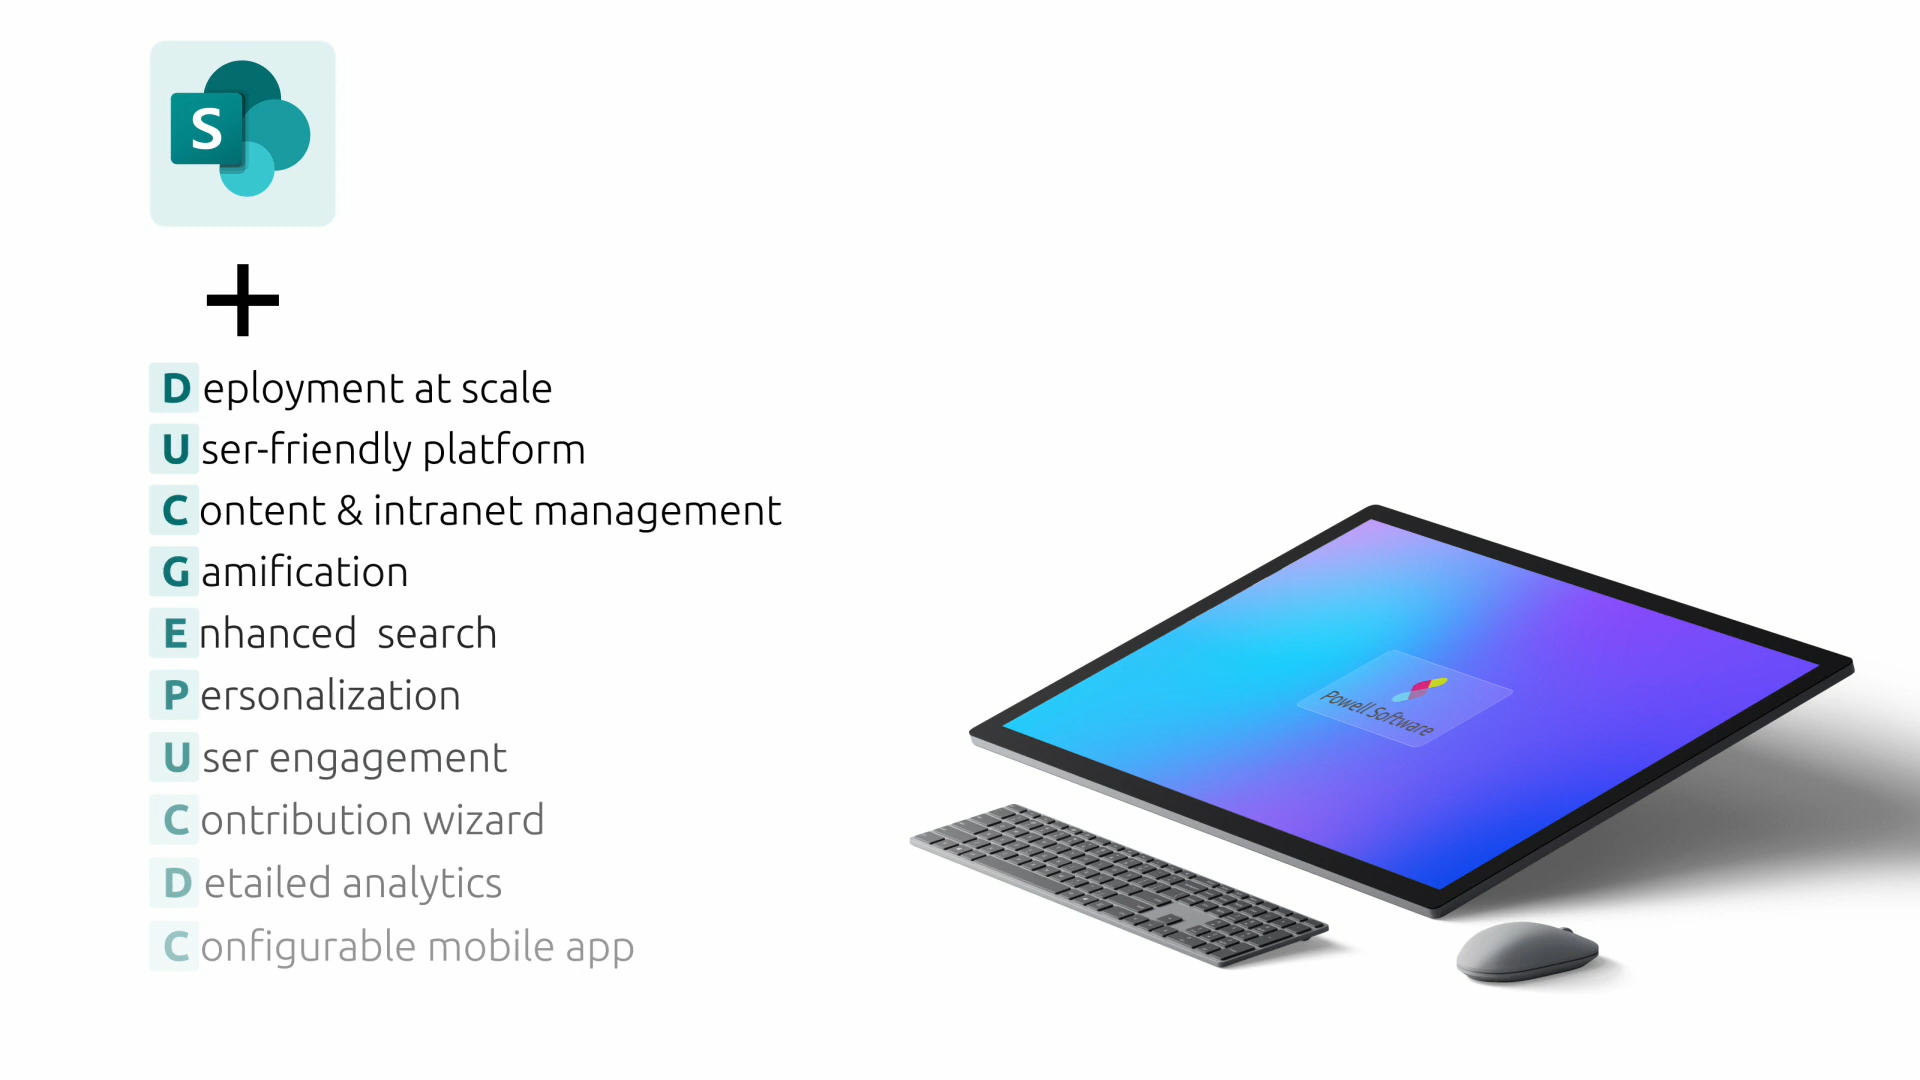 S
+
Deployment at scale
User-friendly platform
Content & intranet management
Gamification
Enhanced search
Personalization
User engagement
Contribution wizard
Detailed analytics
Configurable mobile app
Powell Software